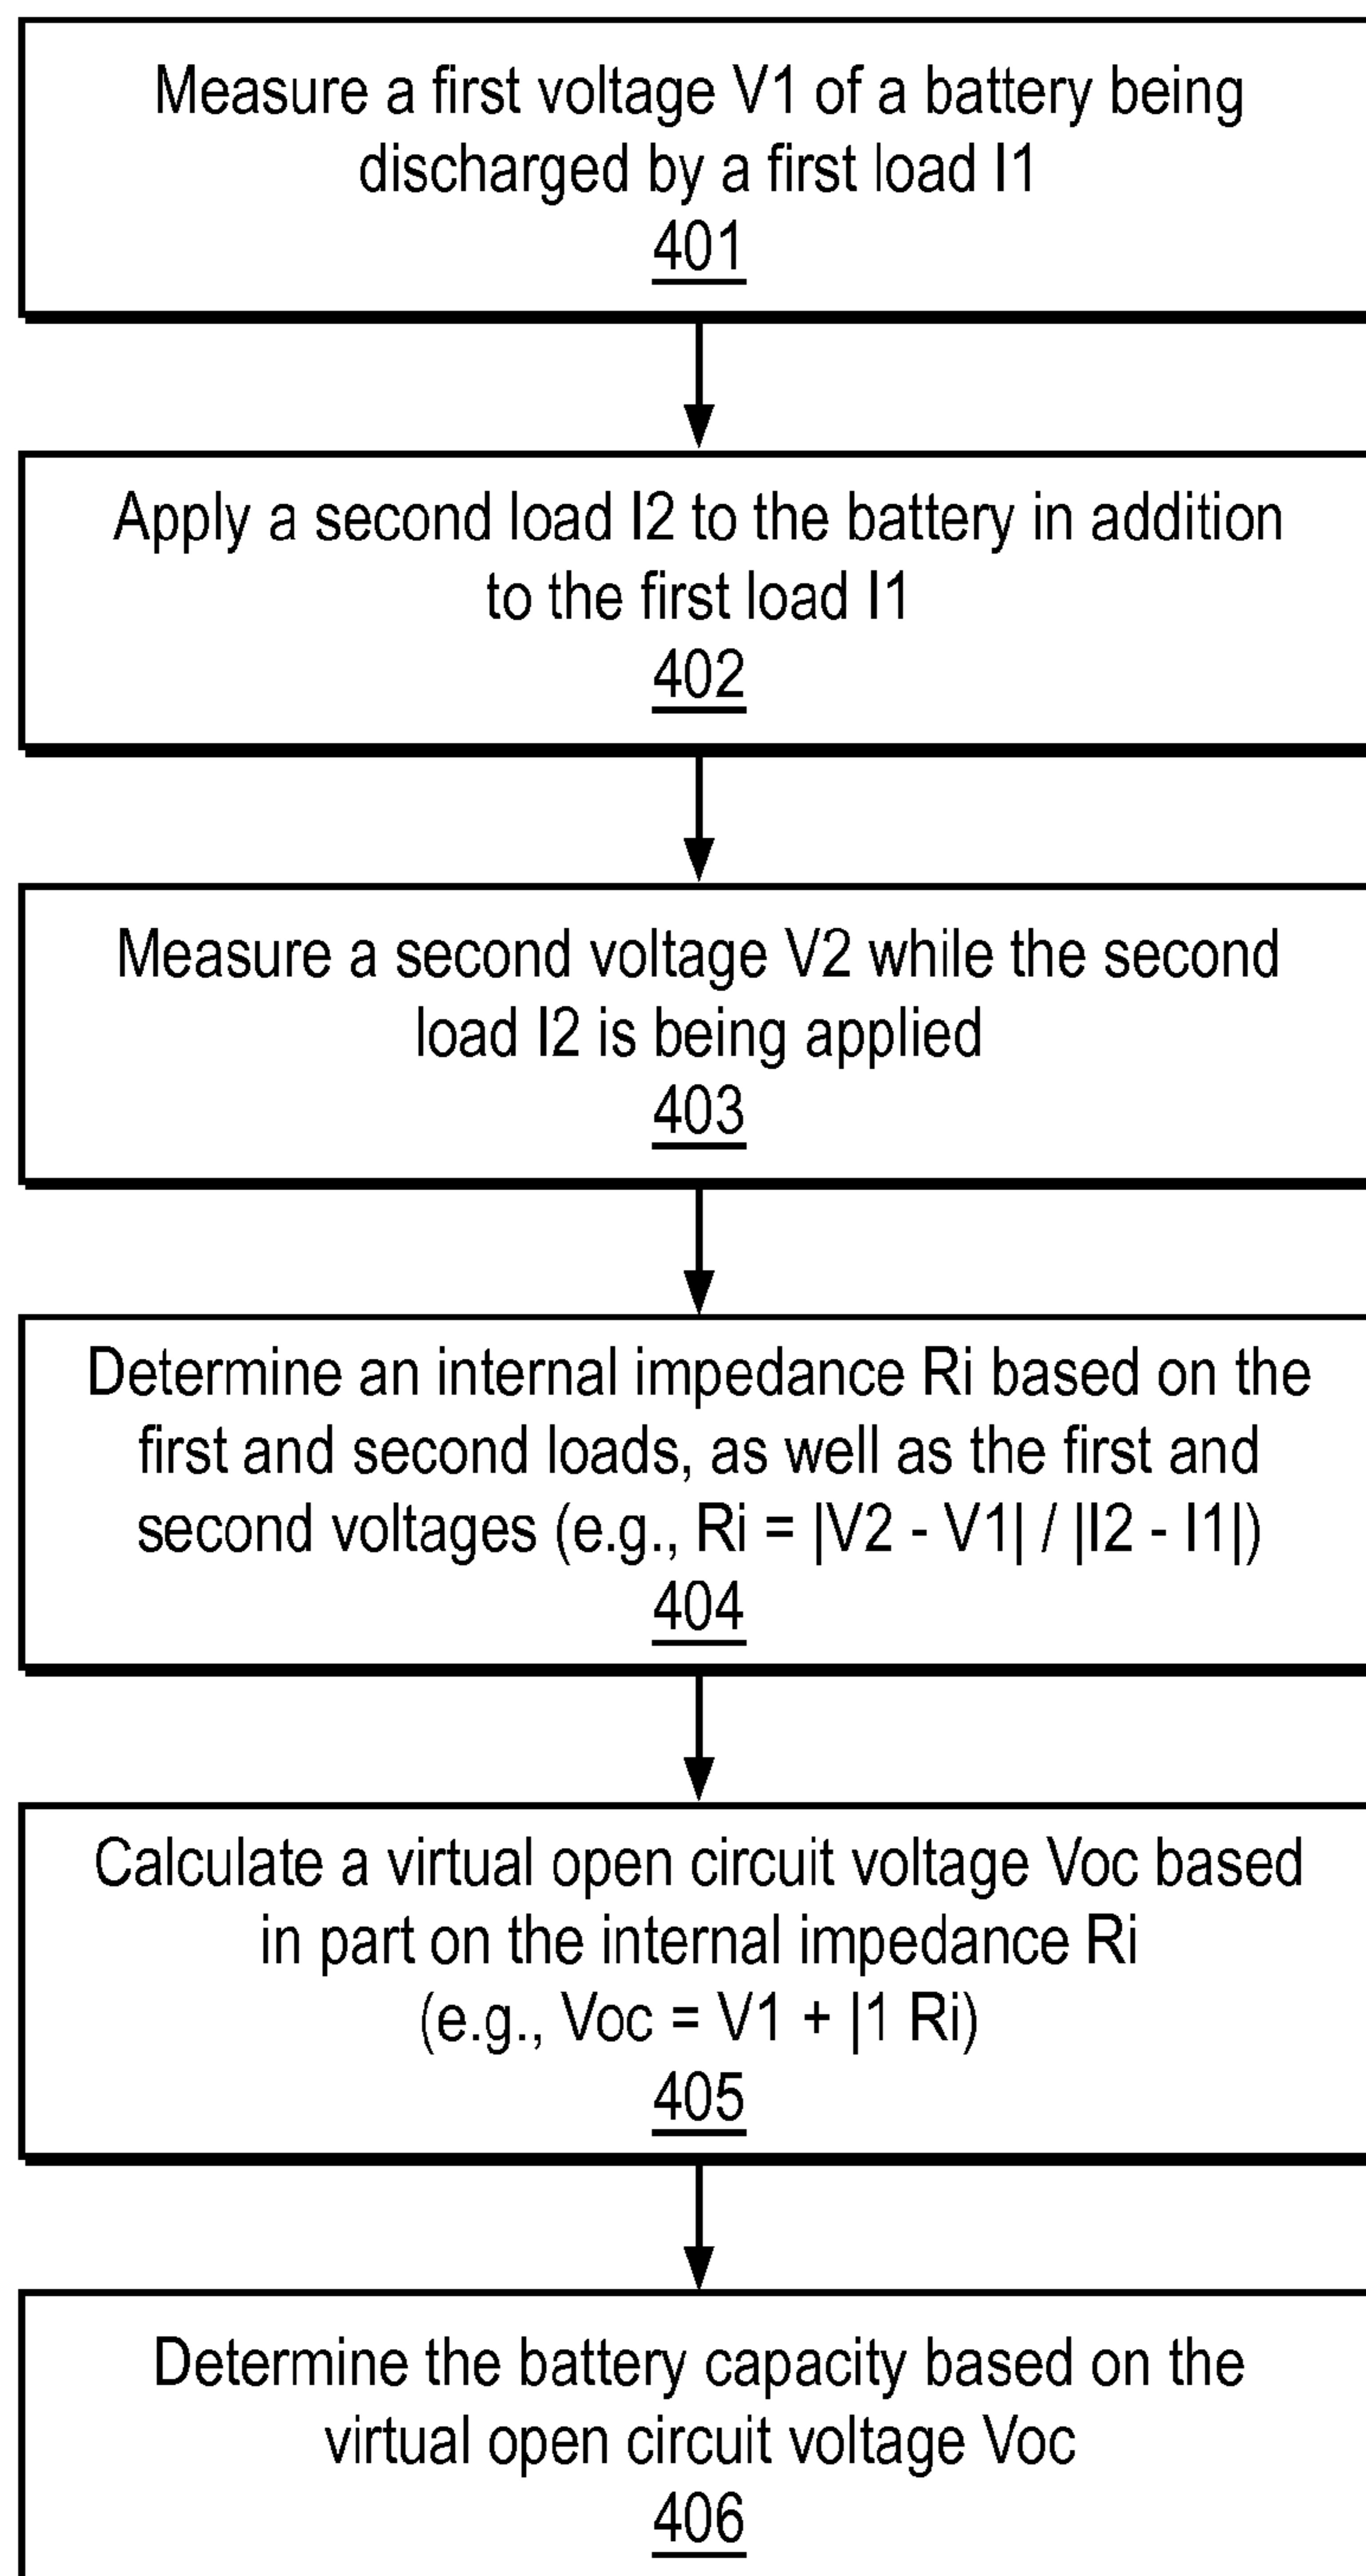 Measure a first voltage V1 of a battery being
discharged by a first load I1
401
Apply a second load I2 to the battery in addition
to the first load I1
402
Measure a second voltage V2 while the second
load I2 is being applied
403
Determine an internal impedance Ri based on the
first and second loads, as well as the first and
second voltages (e.g., Ri = |V2 - V1| / |I2 - I1|)
404
Calculate a virtual open circuit voltage Voc based
in part on the internal impedance Ri
(e.g., Voc = V1 + |1 Ri)
405
Determine the battery capacity based on the
virtual open circuit voltage Voc
406